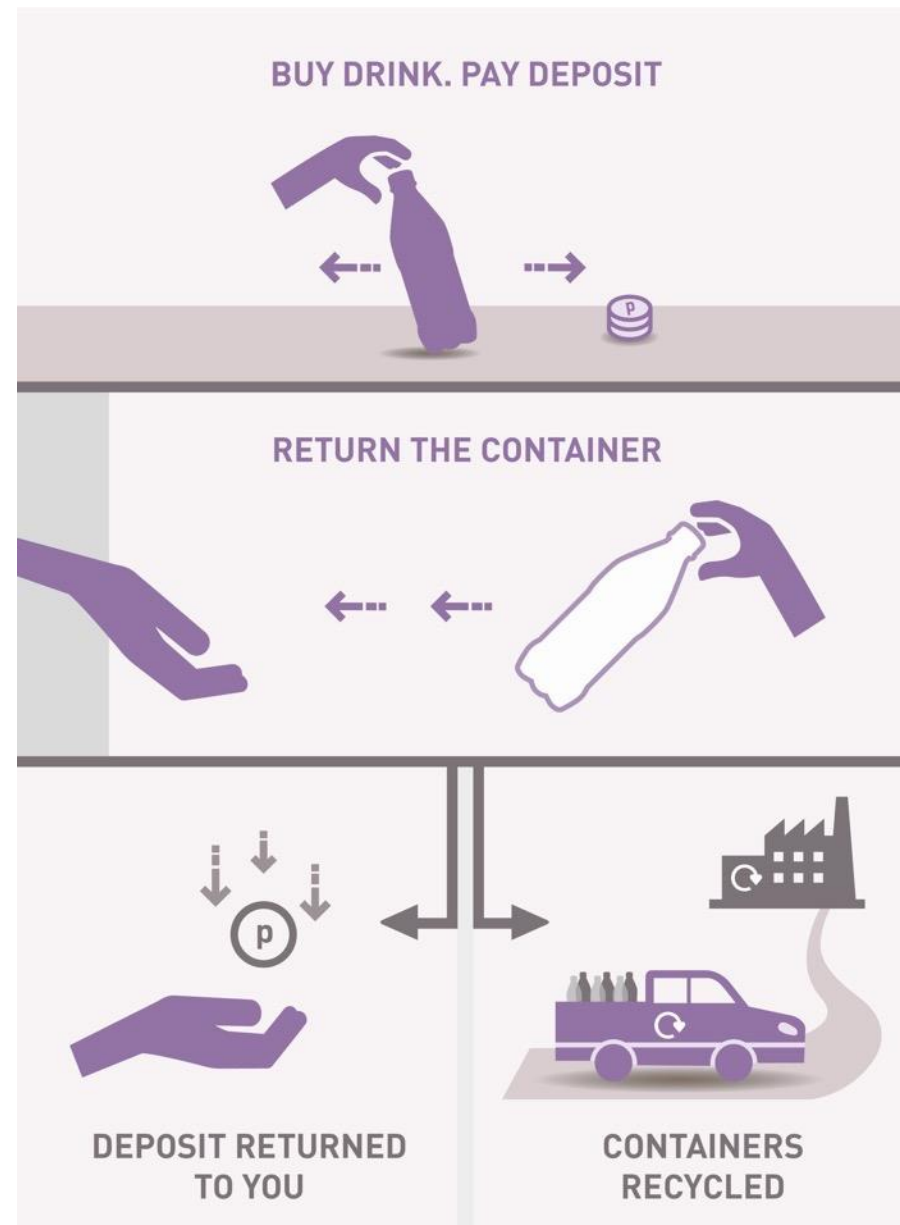 BUY DRINK. PAY DEPOSIT
p
RETURN THE CONTAINER
p
DEPOSIT RETURNED
TO YOU
CONTAINERS
RECYCLED